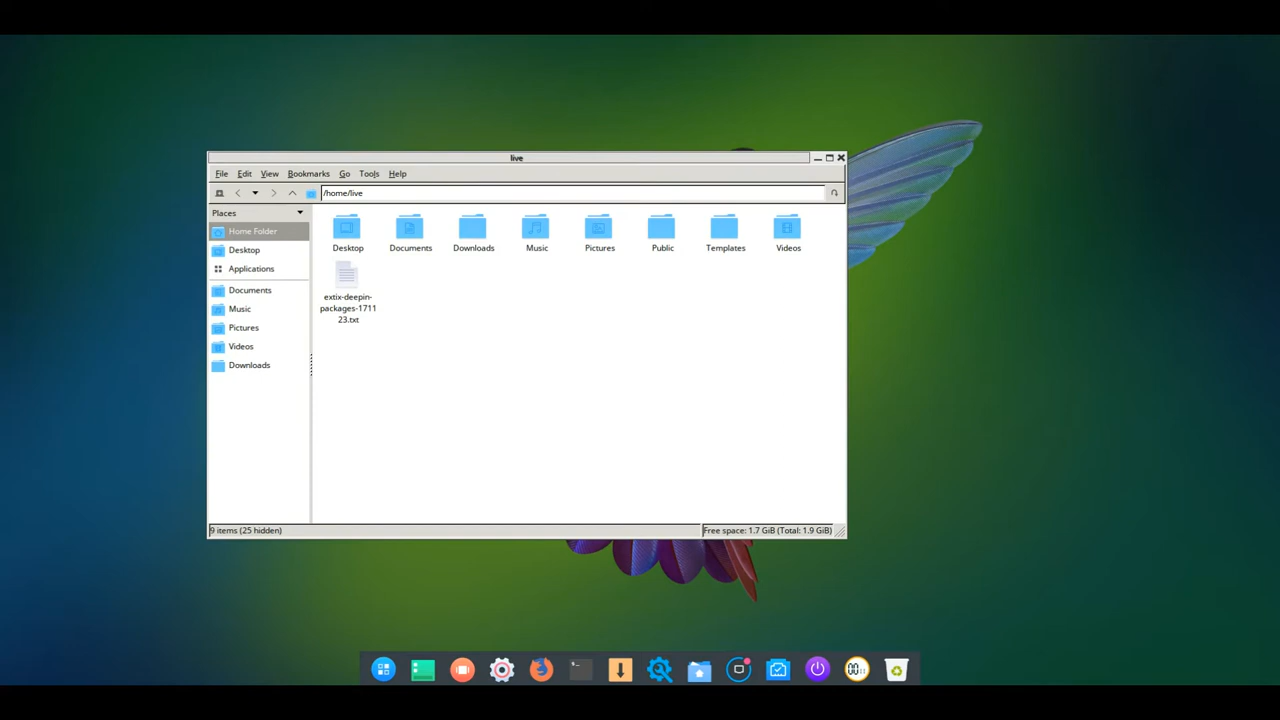 live
File Edit View Bookmarks Go Tools Help
/home/live
Places
Home Folder
Desktop
Applications
Documents
Music
Pictures
Videos
Downloads
Desktop Documents Downloads Music Pictures Public Templates Videos
extix-deepin-
packages-1711
23.txt
9 items (25 hidden) Free space: 1.7 GiB (Total: 1.9 GiB)